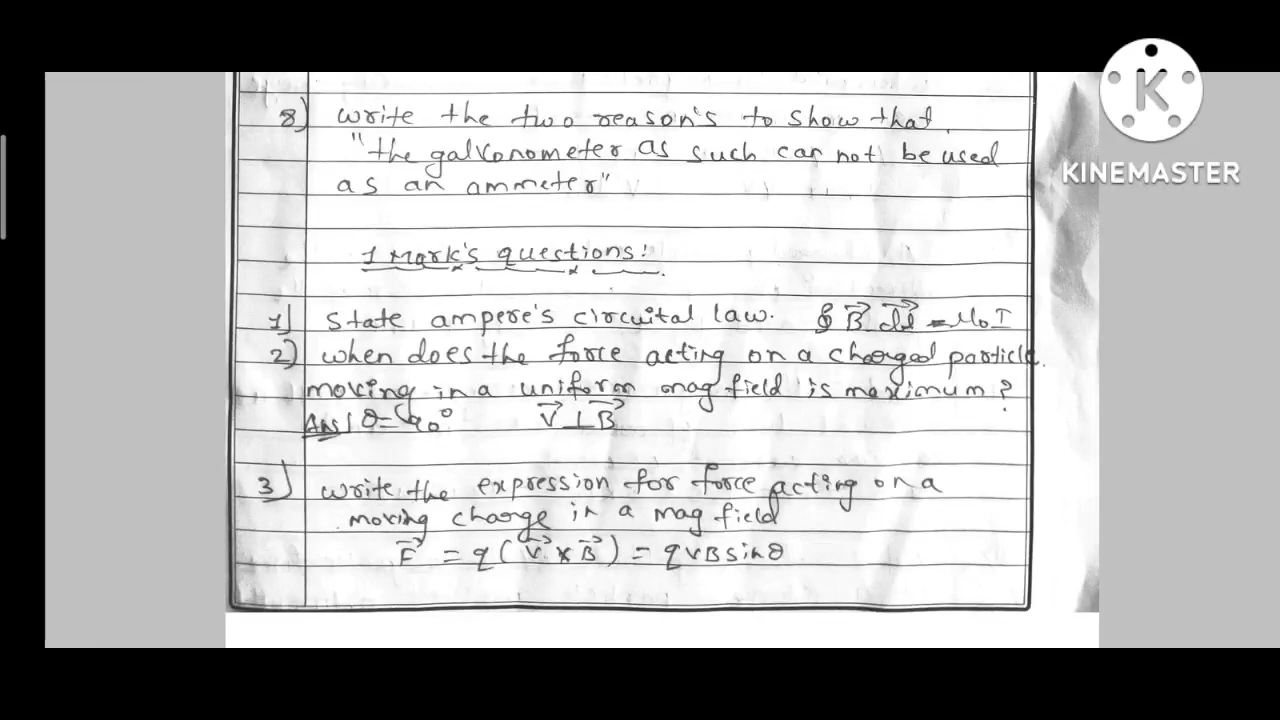 8) write the two reason's to show that
"the galvonometer as such can not be used
as an ammeter"
1 Mark's questions:
1) State ampere's circuital law. ∮ B⃗ dl⃗ = μ₀I
2) when does the force acting on a charged particle
moving in a uniform mag field is maximum?
Ans| θ = 90° V⃗ ⊥ B⃗
3) write the expression for force acting on a
moving charge in a mag field
F⃗ = q(V⃗ × B⃗) = qVB sinθ
K
KINEMASTER